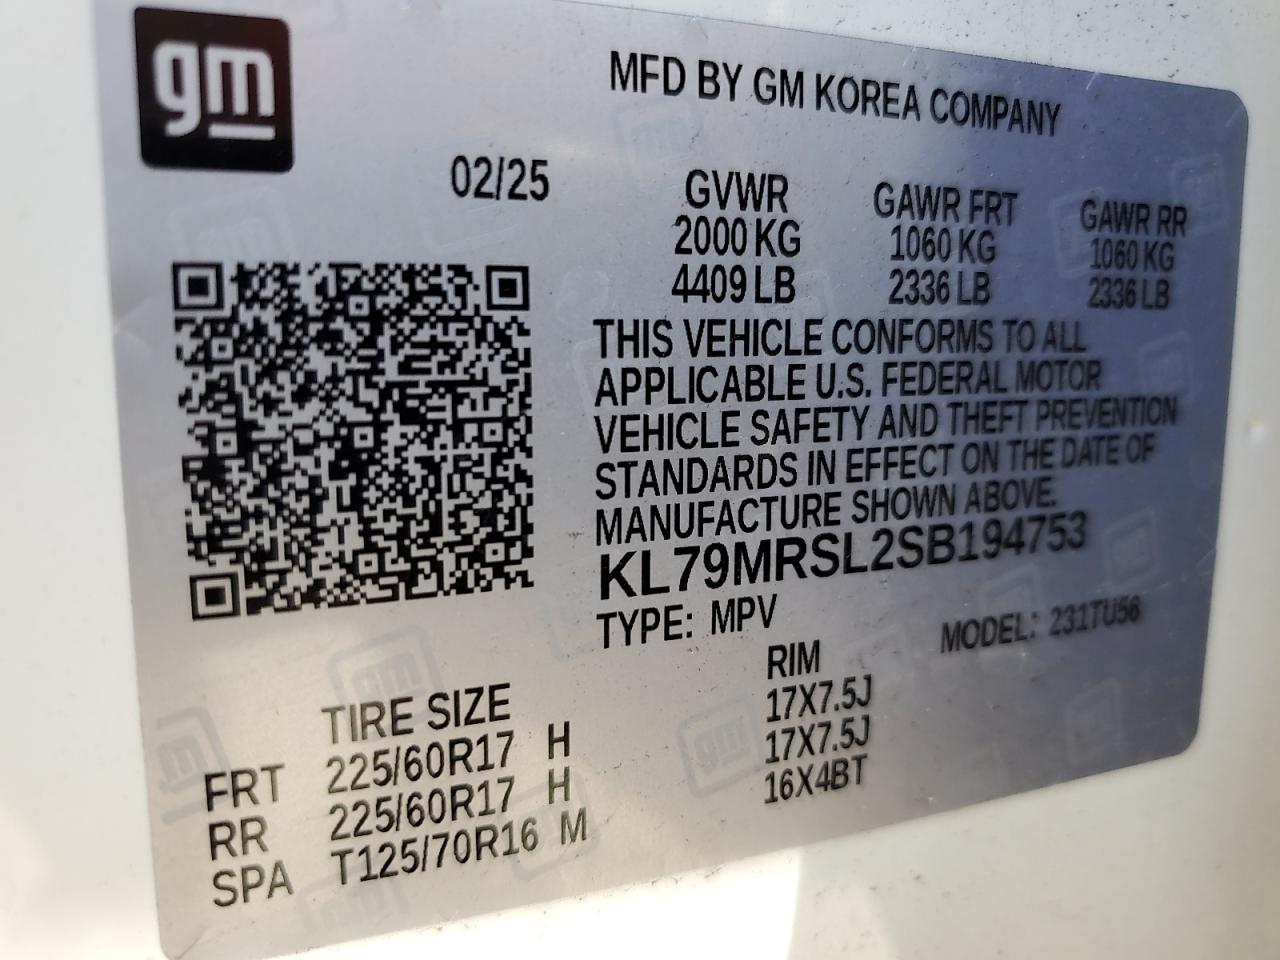 gm
MFD BY GM KOREA COMPANY
02/25
GVWR GAWR FRT GAWR RR
2000 KG 1060 KG 1060 KG
4409 LB 2336 LB 2336 LB
THIS VEHICLE CONFORMS TO ALL
APPLICABLE U.S. FEDERAL MOTOR
VEHICLE SAFETY AND THEFT PREVENTION
STANDARDS IN EFFECT ON THE DATE OF
MANUFACTURE SHOWN ABOVE.
KL79MRSL2SB194753
TYPE: MPV MODEL: 231TU56
TIRE SIZE RIM
FRT 225/60R17 H 17X7.5J
RR 225/60R17 H 17X7.5J
SPA T125/70R16 M 16X4BT